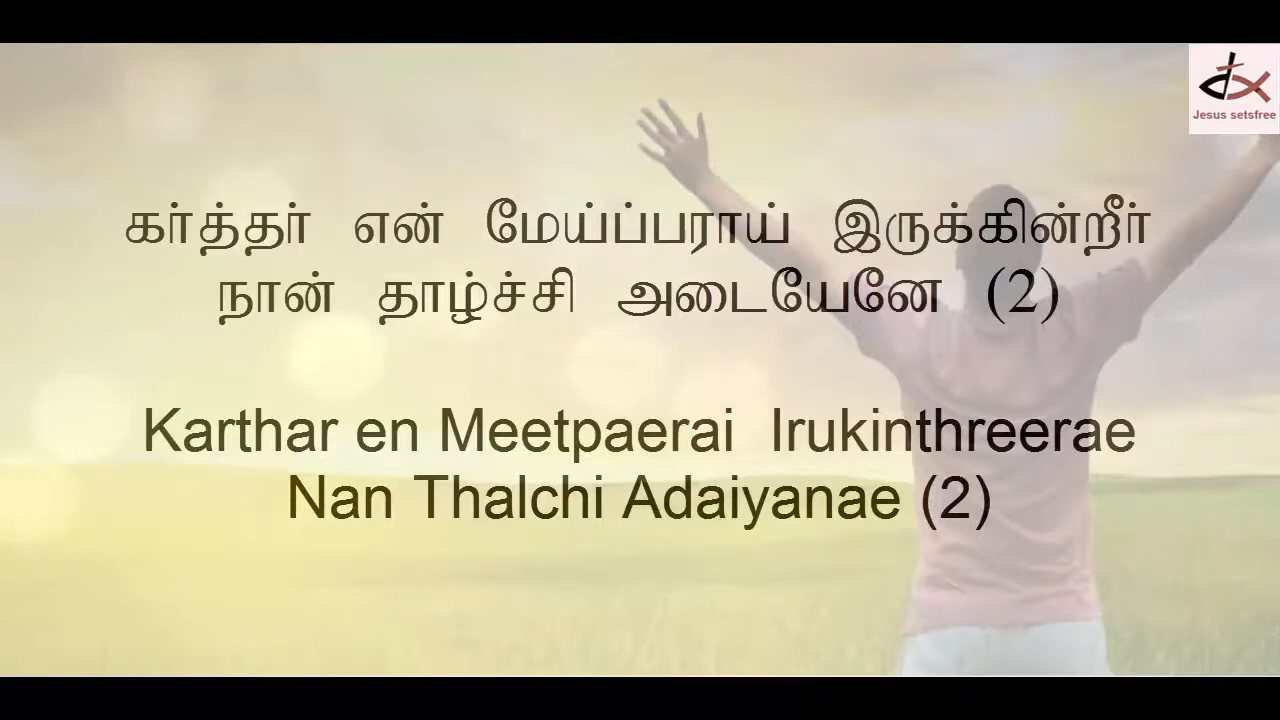 Jesus setsfree
கர்த்தர் என் மேய்ப்பராய் இருக்கின்றீர்
நான் தாழ்ச்சி அடையேனே (2)
Karthar en Meetpaerai Irukinthreerae
Nan Thalchi Adaiyanae (2)